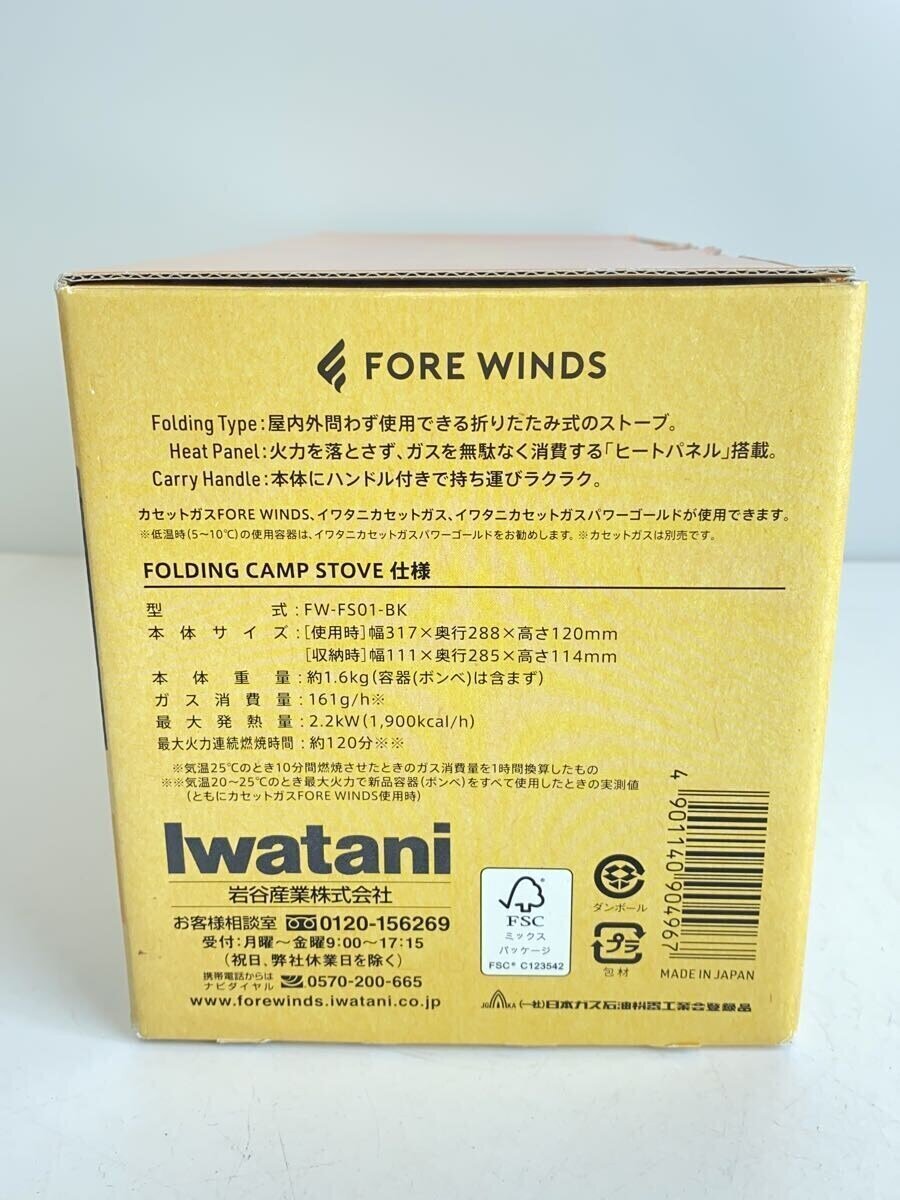 FORE WINDS
Folding Type：屋内外問わず使用できる折りたたみ式のストーブ。
Heat Panel：火力を落とさず、ガスを無駄なく消費する「ヒートパネル」搭載。
Carry Handle：本体にハンドル付きで持ち運びラクラク。
カセットガスFORE WINDS、イワタニカセットガス、イワタニカセットガスパワーゴールドが使用できます。
※低温時（5～10℃）の使用容器は、イワタニカセットガスパワーゴールドをお勧めします。※カセットガスは別売です。
FOLDING CAMP STOVE 仕様
型式：FW-FS01-BK
本体サイズ：［使用時］幅317×奥行288×高さ120mm
［収納時］幅111×奥行285×高さ114mm
本体重量：約1.6kg（容器（ボンベ）は含まず）
ガス消費量：161g/h※
最大発熱量：2.2kW（1,900kcal/h）
最大火力連続燃焼時間：約120分※※
※気温25℃のとき10分間燃焼させたときのガス消費量を1時間換算したもの
※※気温20～25℃のとき最大火力で新品容器（ボンベ）をすべて使用したときの実測値
（ともにカセットガスFORE WINDS使用時）
Iwatani
岩谷産業株式会社
お客様相談室 0120-156269
受付：月曜～金曜9:00～17:15
（祝日、弊社休業日を除く）
携帯電話からは
ナビダイヤル 0570-200-665
www.forewinds.iwatani.co.jp
FSC
ミックス
パッケージ
FSC® C123542
ダンボール
プラ
包材
4 901140 904967
MADE IN JAPAN
JGKA （一社）日本ガス石油機器工業会登録品